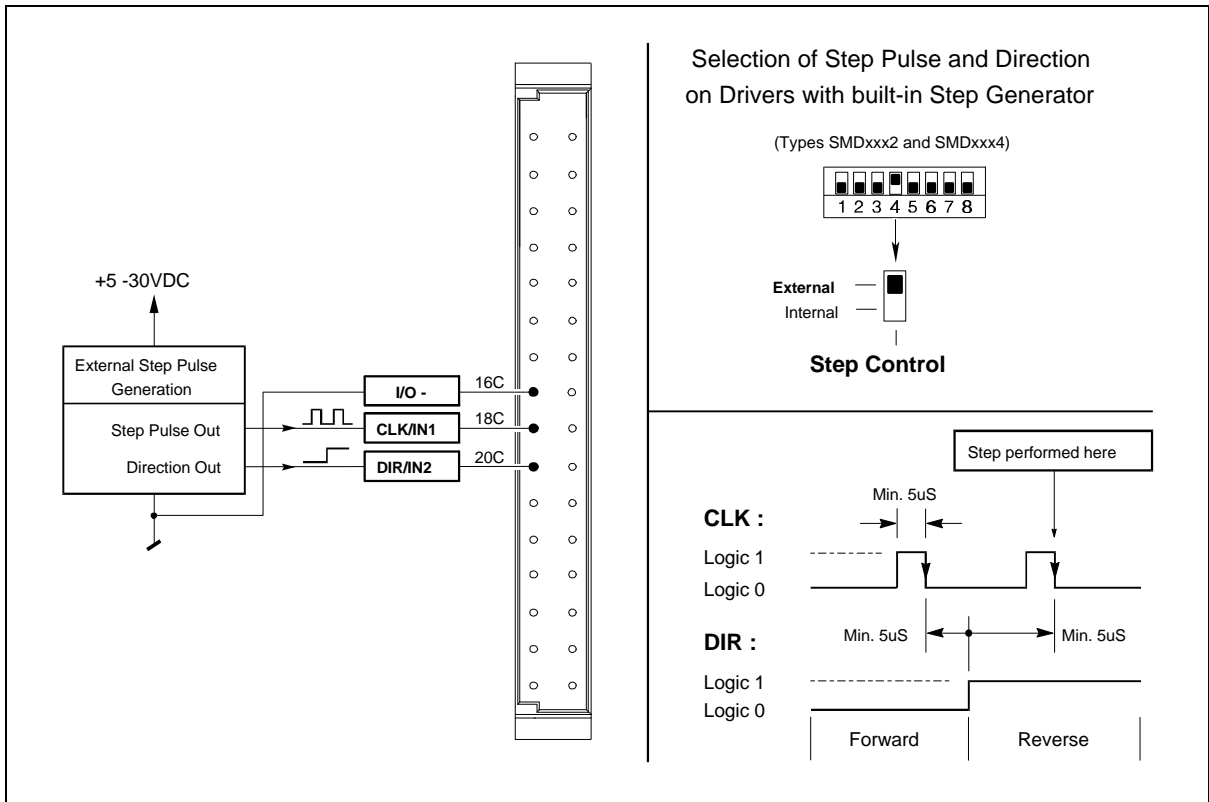 +5 -30VDC
External Step Pulse
Generation
Step Pulse Out
Direction Out
I/O -
16C
CLK/IN1
18C
DIR/IN2
20C
Selection of Step Pulse and Direction
on Drivers with built-in Step Generator
(Types SMDxxx2 and SMDxxx4)
1 2 3 4 5 6 7 8
External
Internal
Step Control
Step performed here
Min. 5uS
CLK :
Logic 1
Logic 0
Min. 5uS
Min. 5uS
DIR :
Logic 1
Logic 0
Forward
Reverse